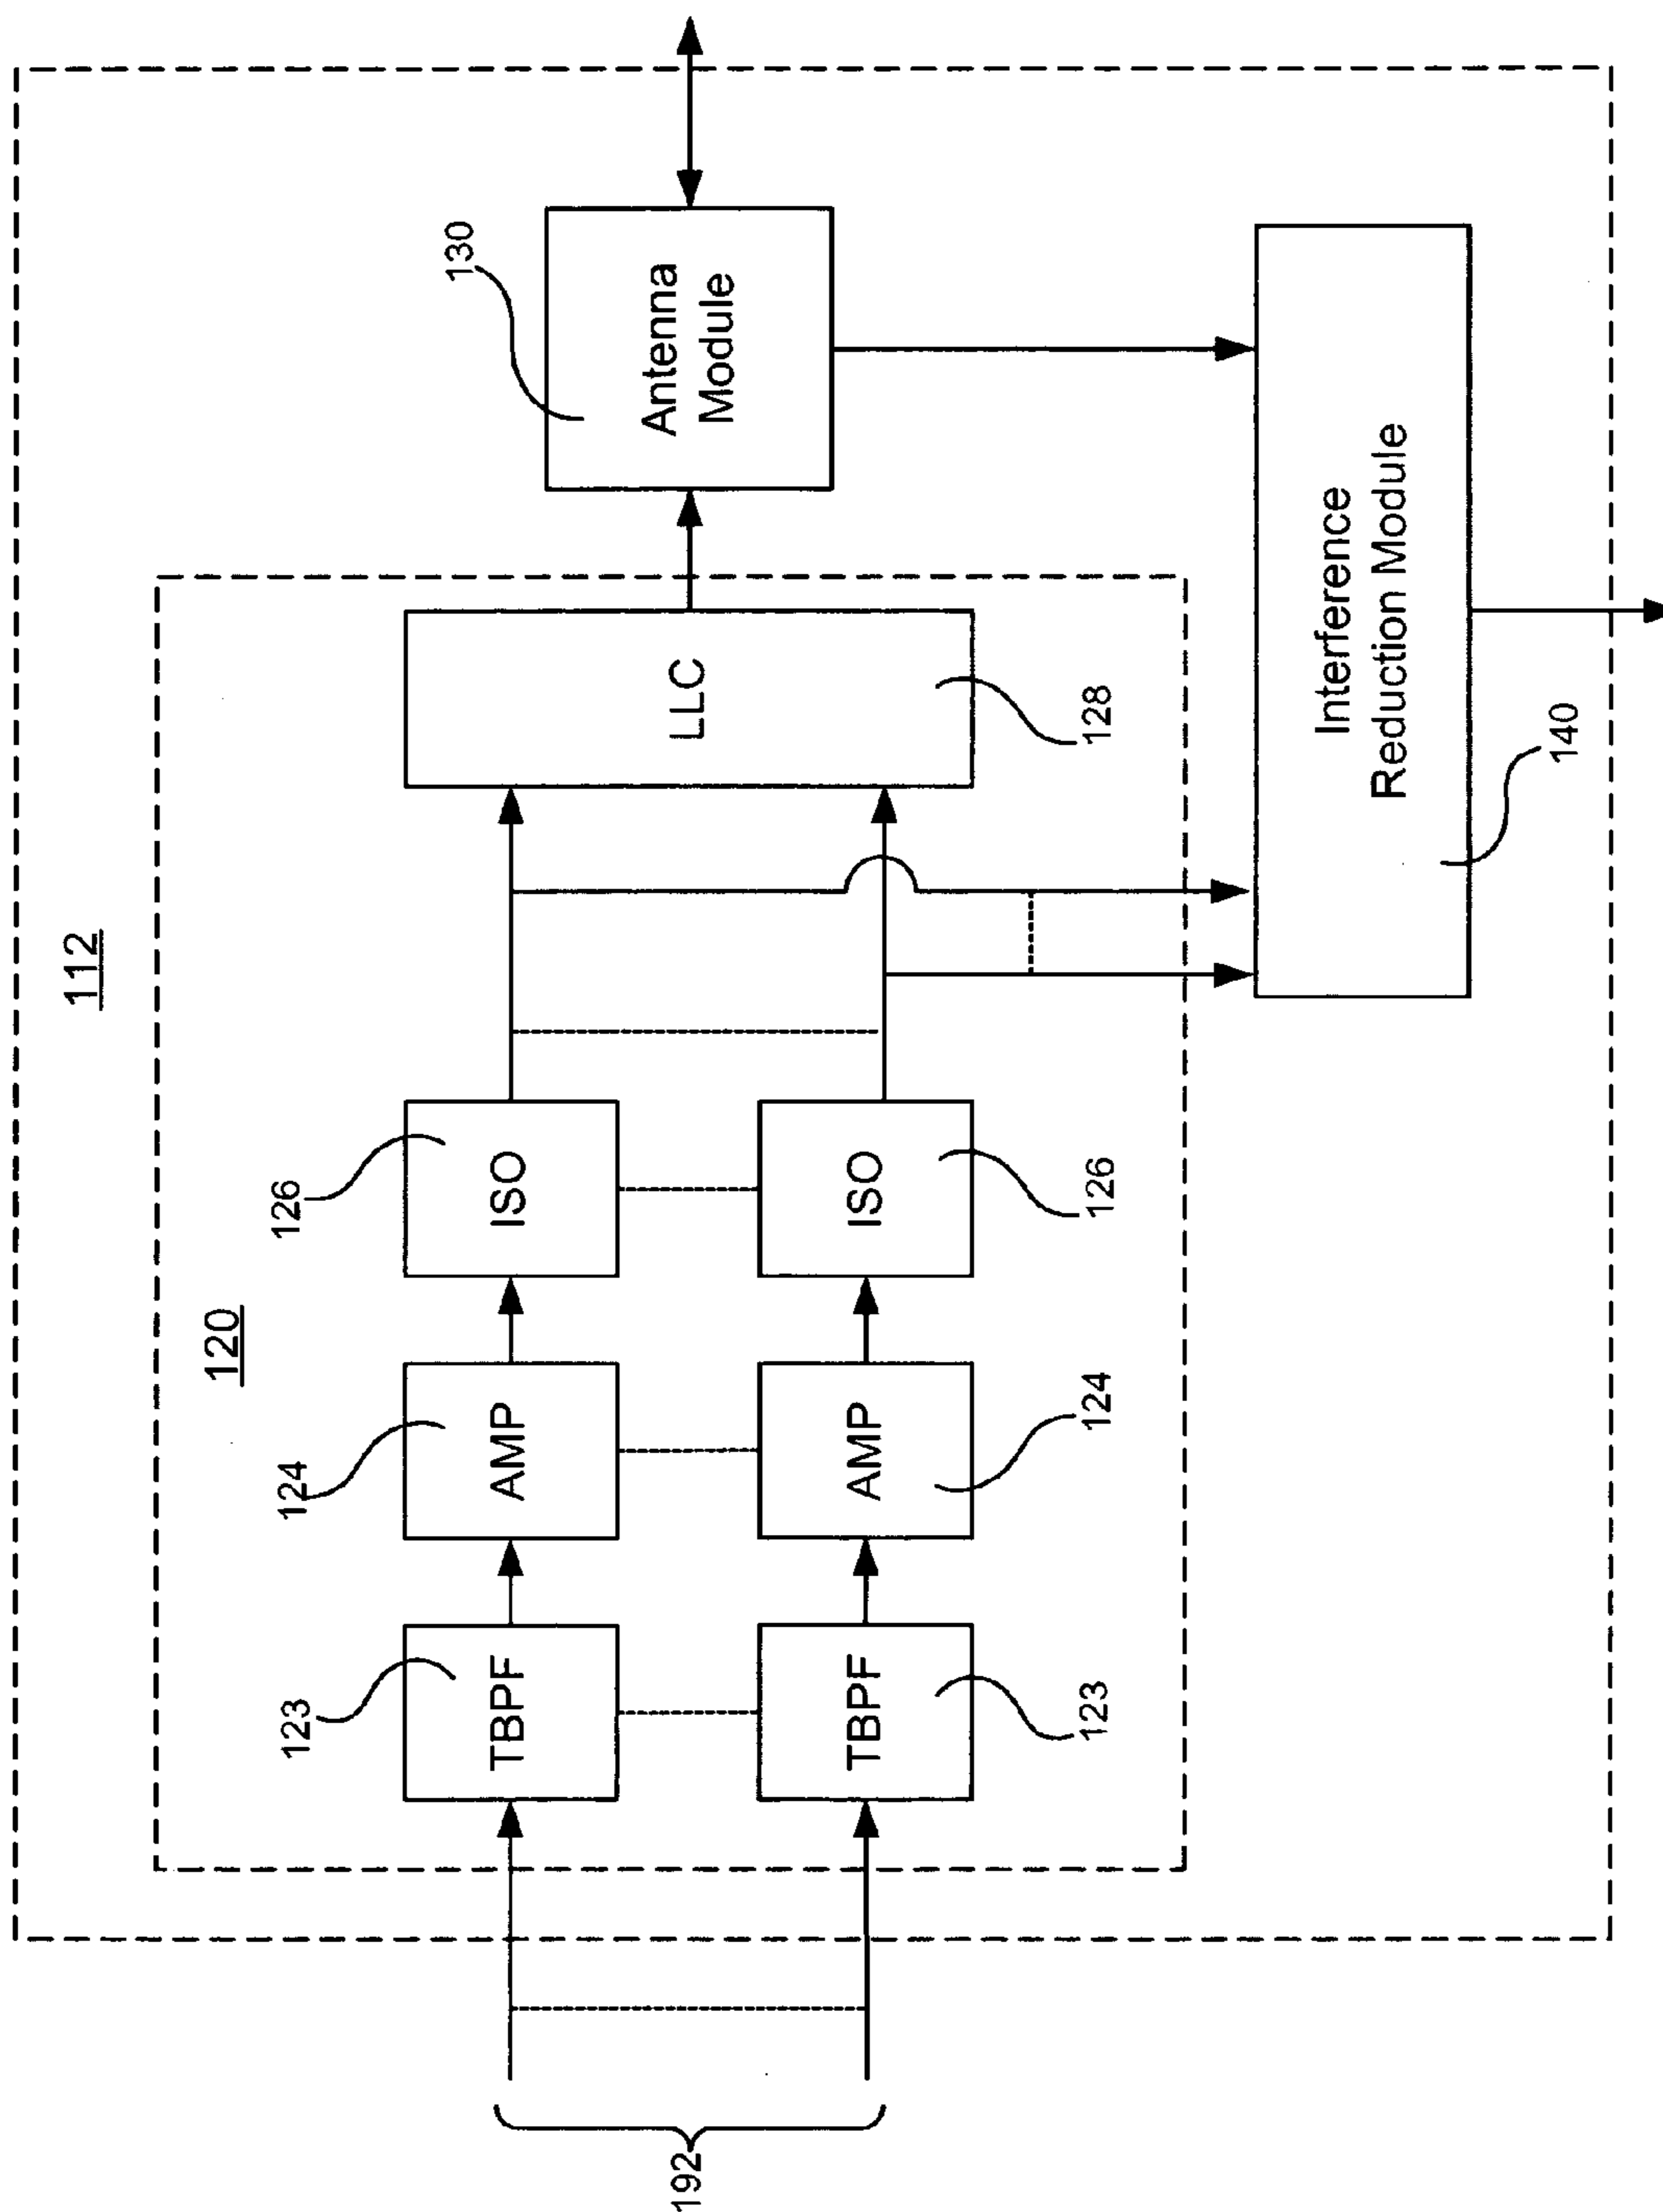 112
120
130
Antenna
Module
126
124
123
LLC
ISO
AMP
TBPF
192
128
ISO
AMP
TBPF
126
124
123
Interference
Reduction Module
140